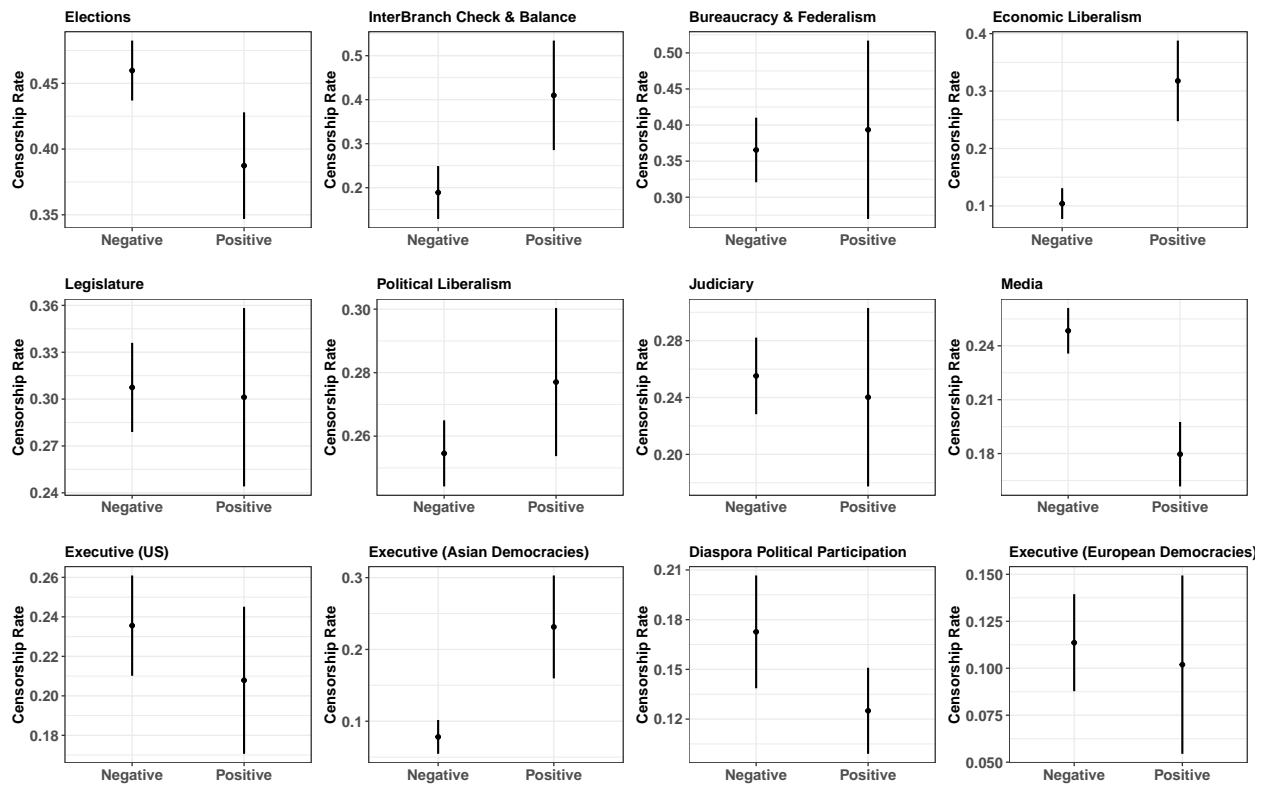 Elections
InterBranch Check & Balance
Bureaucracy & Federalism
Economic Liberalism
Censorship Rate
0.45
0.40
0.35
Negative Positive
Censorship Rate
0.5
0.4
0.3
0.2
Negative Positive
Censorship Rate
0.50
0.45
0.40
0.35
0.30
Negative Positive
Censorship Rate
0.4
0.3
0.2
0.1
Negative Positive
Legislature
Political Liberalism
Judiciary
Media
Censorship Rate
0.36
0.33
0.30
0.27
0.24
Negative Positive
Censorship Rate
0.30
0.28
0.26
Negative Positive
Censorship Rate
0.28
0.24
0.20
Negative Positive
Censorship Rate
0.24
0.21
0.18
Negative Positive
Executive (US)
Executive (Asian Democracies)
Diaspora Political Participation
Executive (European Democracies)
Censorship Rate
0.26
0.24
0.22
0.20
0.18
Negative Positive
Censorship Rate
0.3
0.2
0.1
Negative Positive
Censorship Rate
0.21
0.18
0.15
0.12
Negative Positive
Censorship Rate
0.150
0.125
0.100
0.075
0.050
Negative Positive